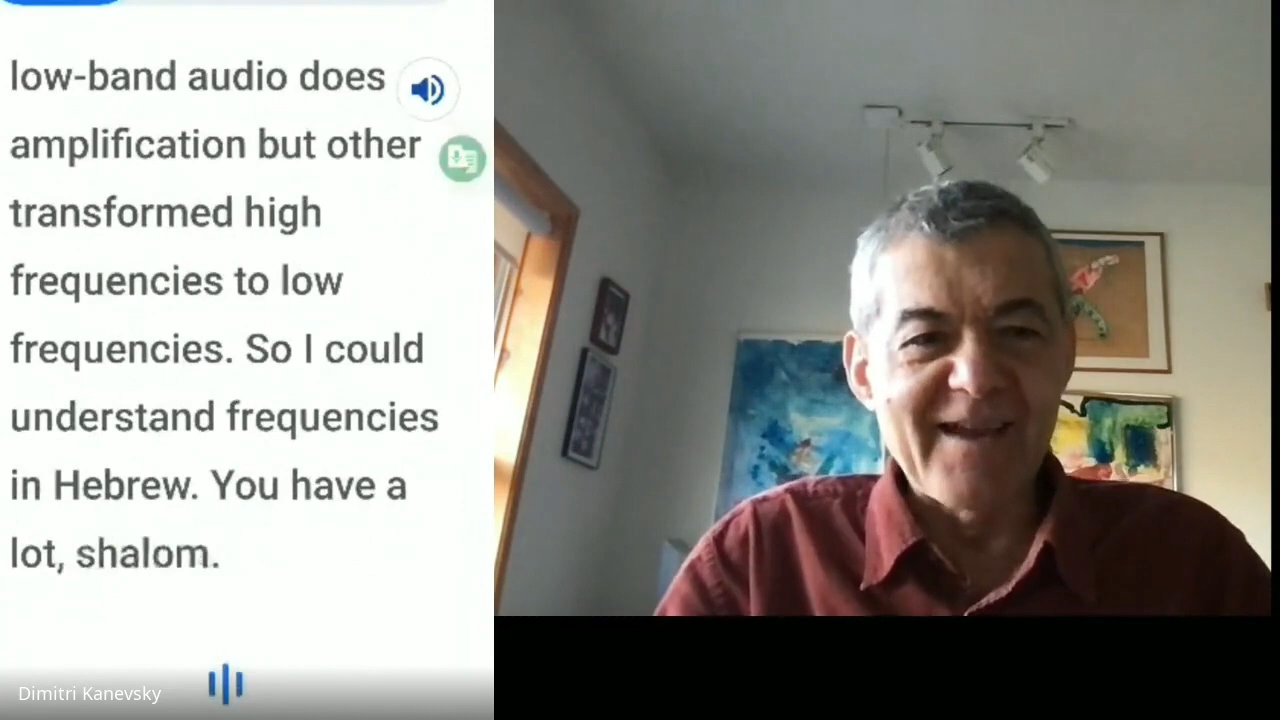 low-band audio does
amplification but other
transformed high
frequencies to low
frequencies. So I could
understand frequencies
in Hebrew. You have a
lot, shalom.
Dimitri Kanevsky